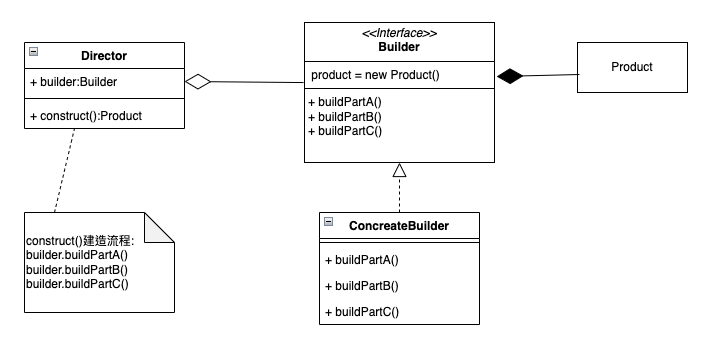 Director
+ builder:Builder
+ construct():Product
<<Interface>>
Builder
product = new Product()
+ buildPartA()
+ buildPartB()
+ buildPartC()
Product
construct()建造流程:
builder.buildPartA()
builder.buildPartB()
builder.buildPartC()
ConcreateBuilder
+ buildPartA()
+ buildPartB()
+ buildPartC()